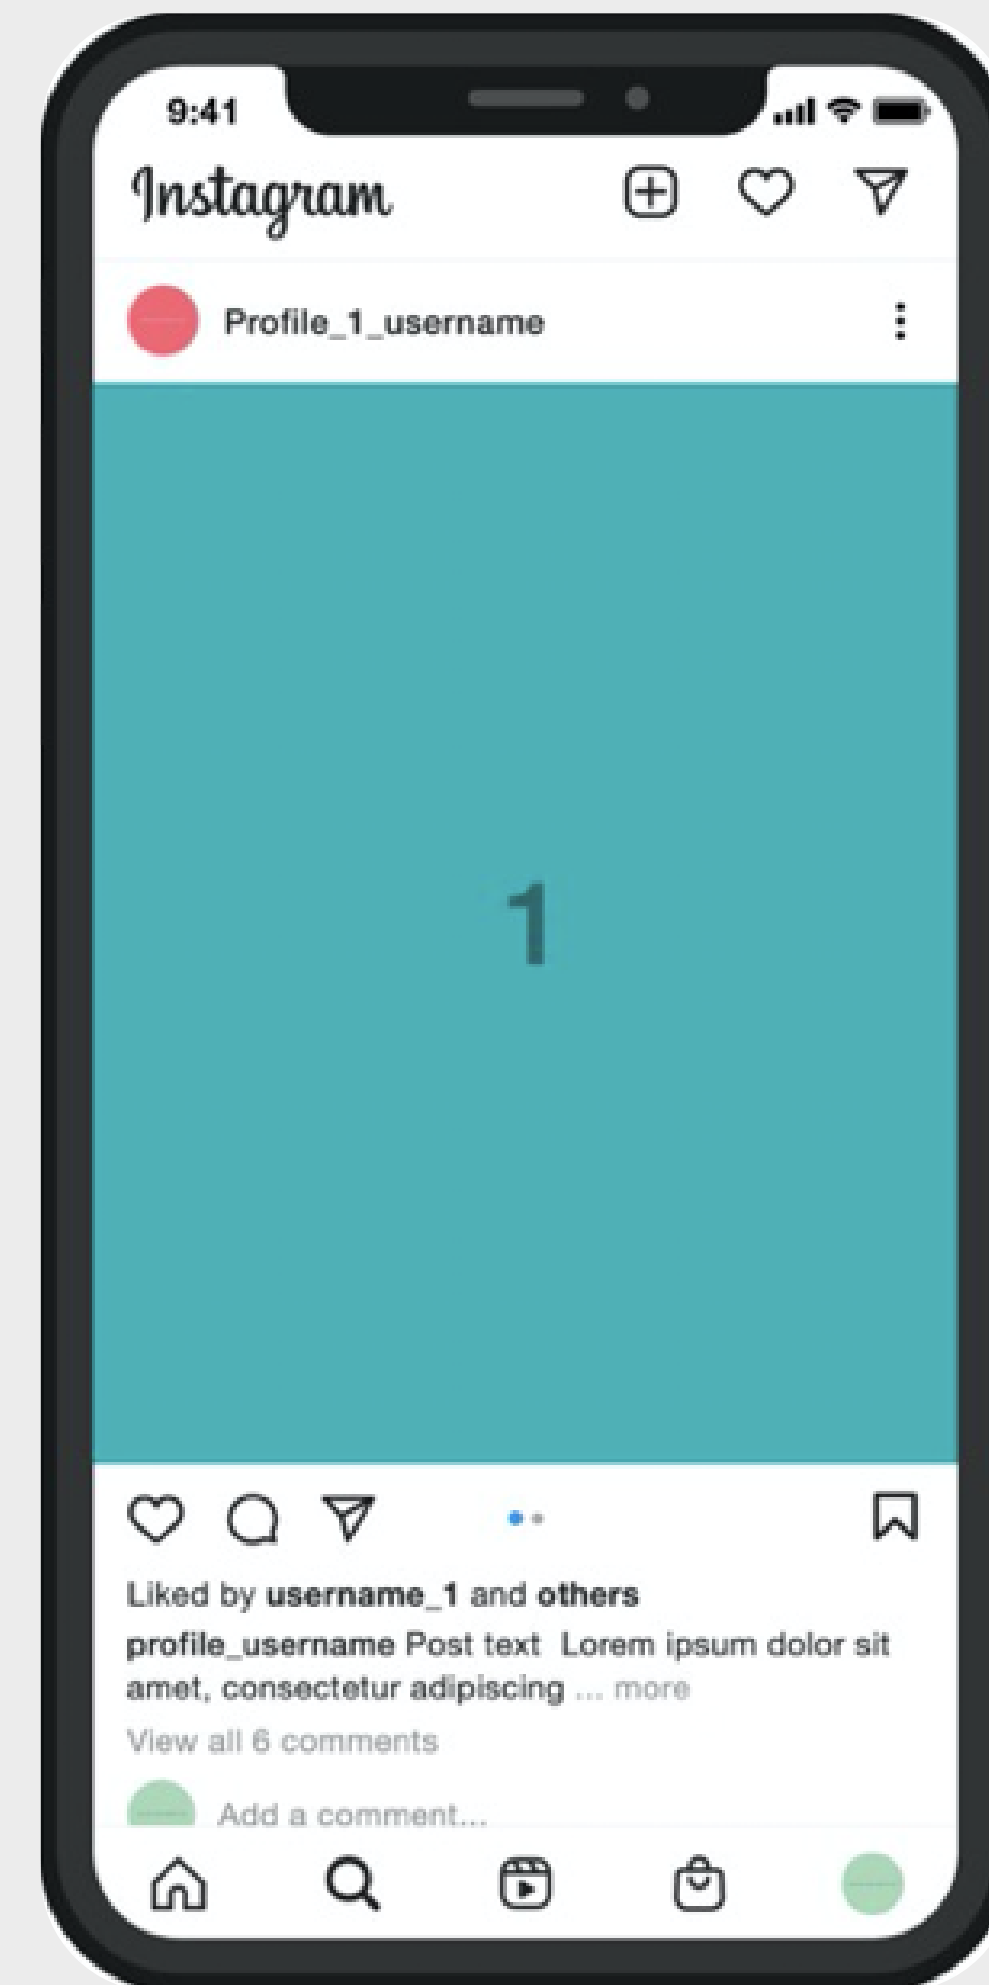 9:41
Instagram
Profile_1_username
1
Liked by username_1 and others
profile_username Post text  Lorem ipsum dolor sit
amet, consectetur adipiscing ... more
View all 6 comments
Add a comment...